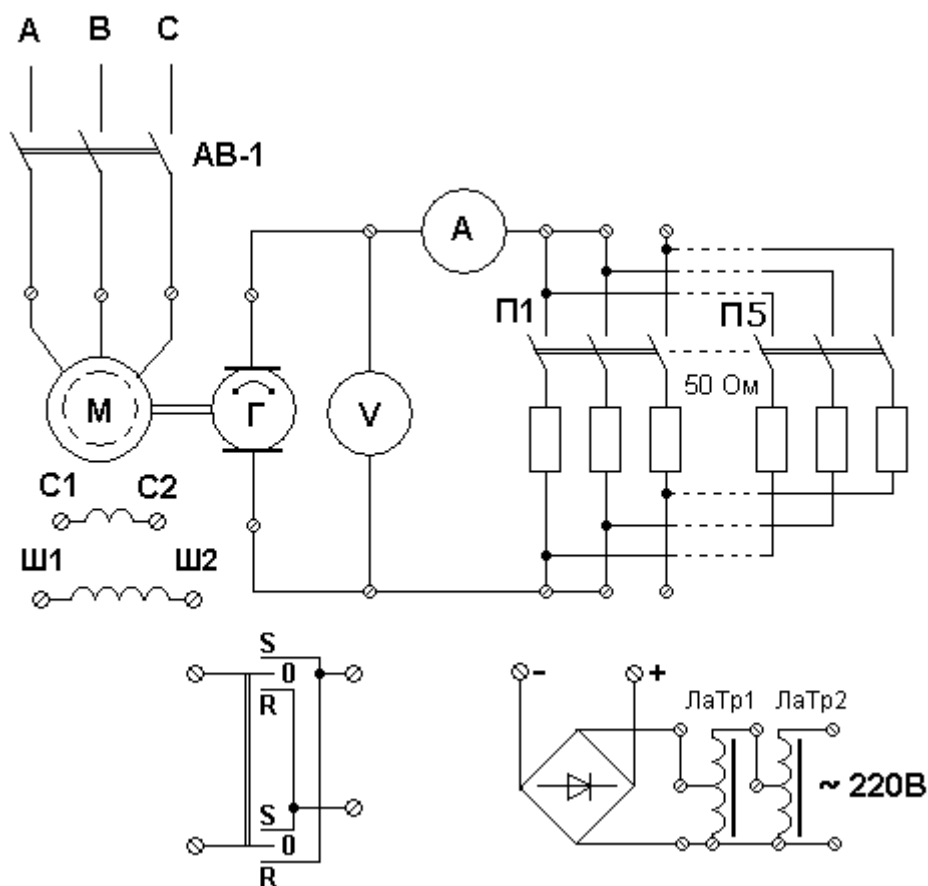 А В С
АВ-1
А
П1 П5
50 Ом
М Г V
С1 С2
Ш1 Ш2
S
0
R
S
0
R
- +
ЛаТр1 ЛаТр2
~ 220В